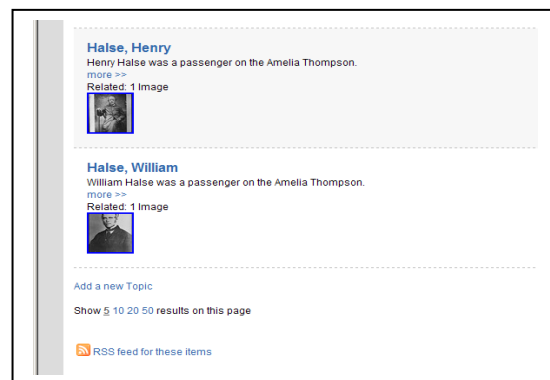 Halse, Henry
Henry Halse was a passenger on the Amelia Thompson.
more >>
Related: 1 Image
Halse, William
William Halse was a passenger on the Amelia Thompson.
more >>
Related: 1 Image
Add a new Topic
Show 5 10 20 50 results on this page
RSS feed for these items